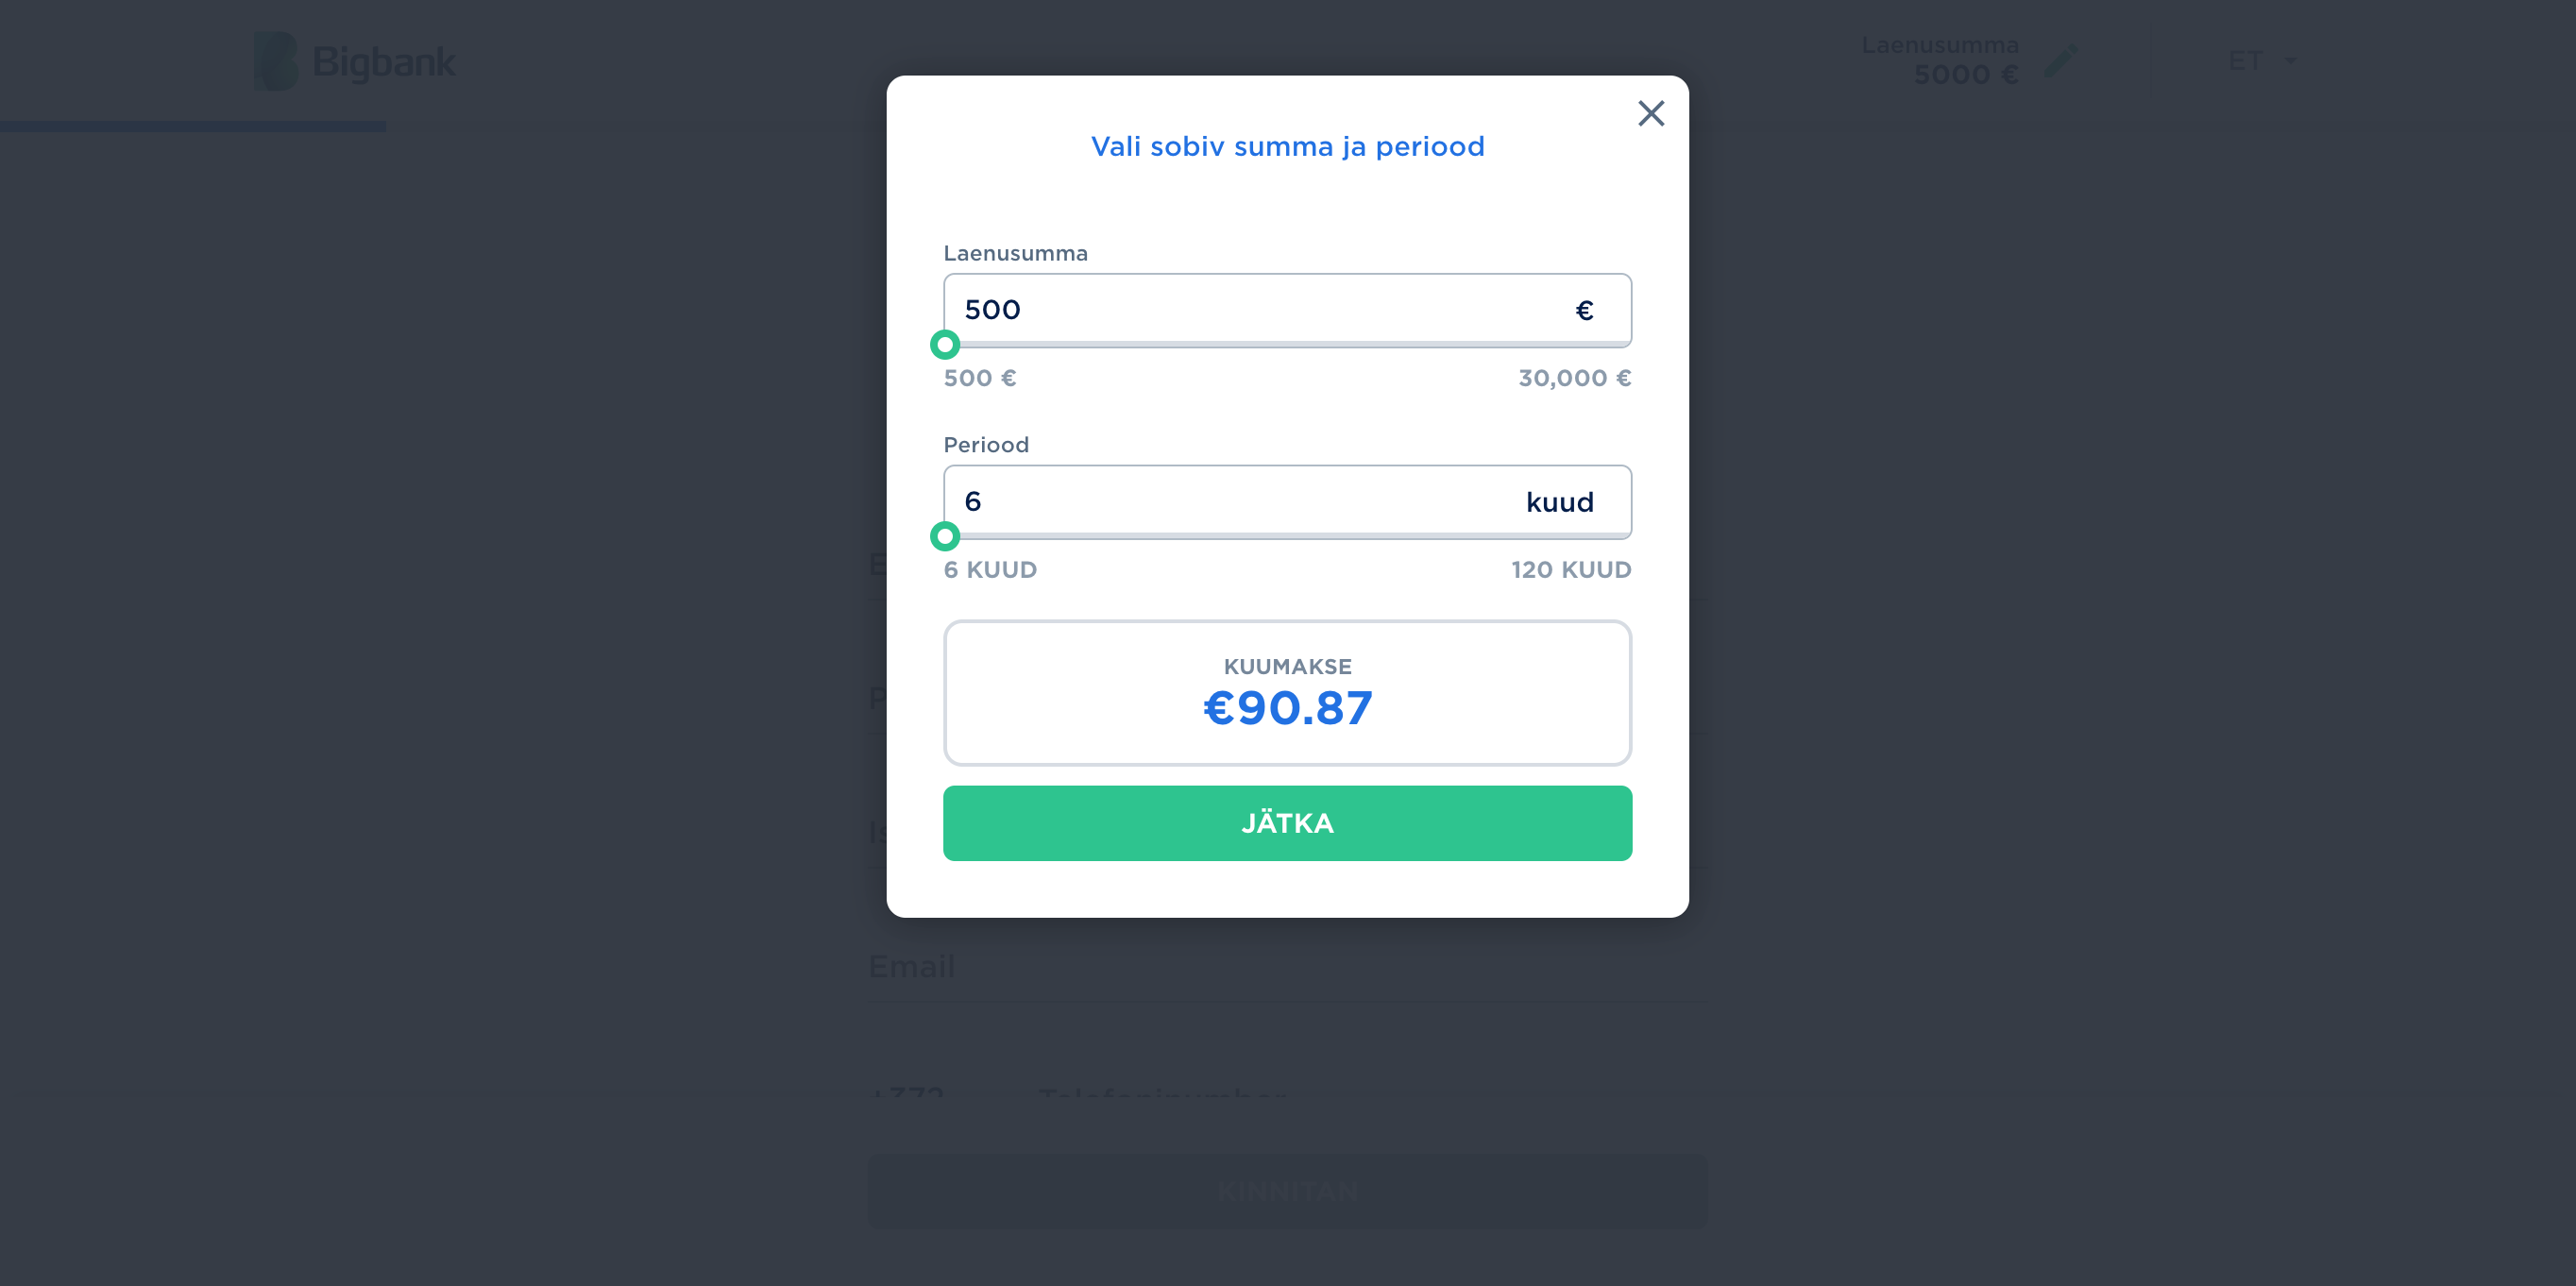 Bigbank
Laenusumma
5000 €
ET
Vali sobiv summa ja periood
Laenusumma
500 €
500 € 30,000 €
Periood
6 kuud
6 KUUD 120 KUUD
KUUMAKSE
€90.87
JÄTKA
Email
+372 Telefoninumber
KINNITAN